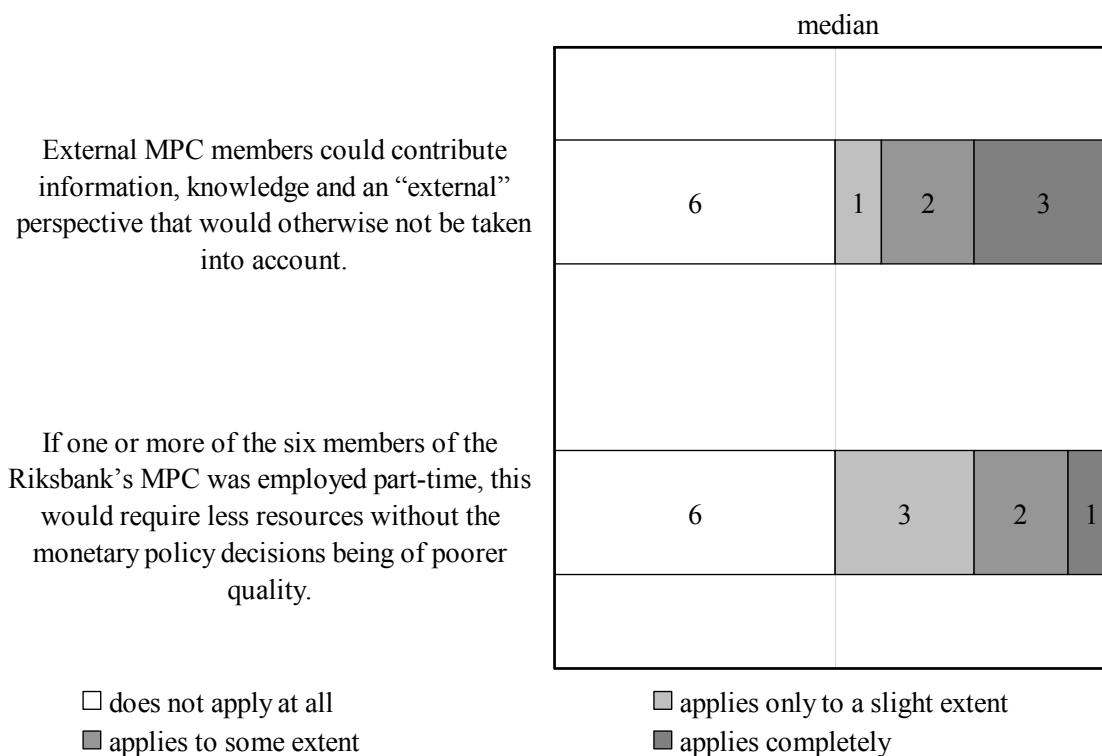 median
External MPC members could contribute
information, knowledge and an “external”
perspective that would otherwise not be taken
into account.
6 1 2 3
If one or more of the six members of the
Riksbank’s MPC was employed part-time, this
would require less resources without the
monetary policy decisions being of poorer
quality.
6 3 2 1
does not apply at all
applies only to a slight extent
applies to some extent
applies completely